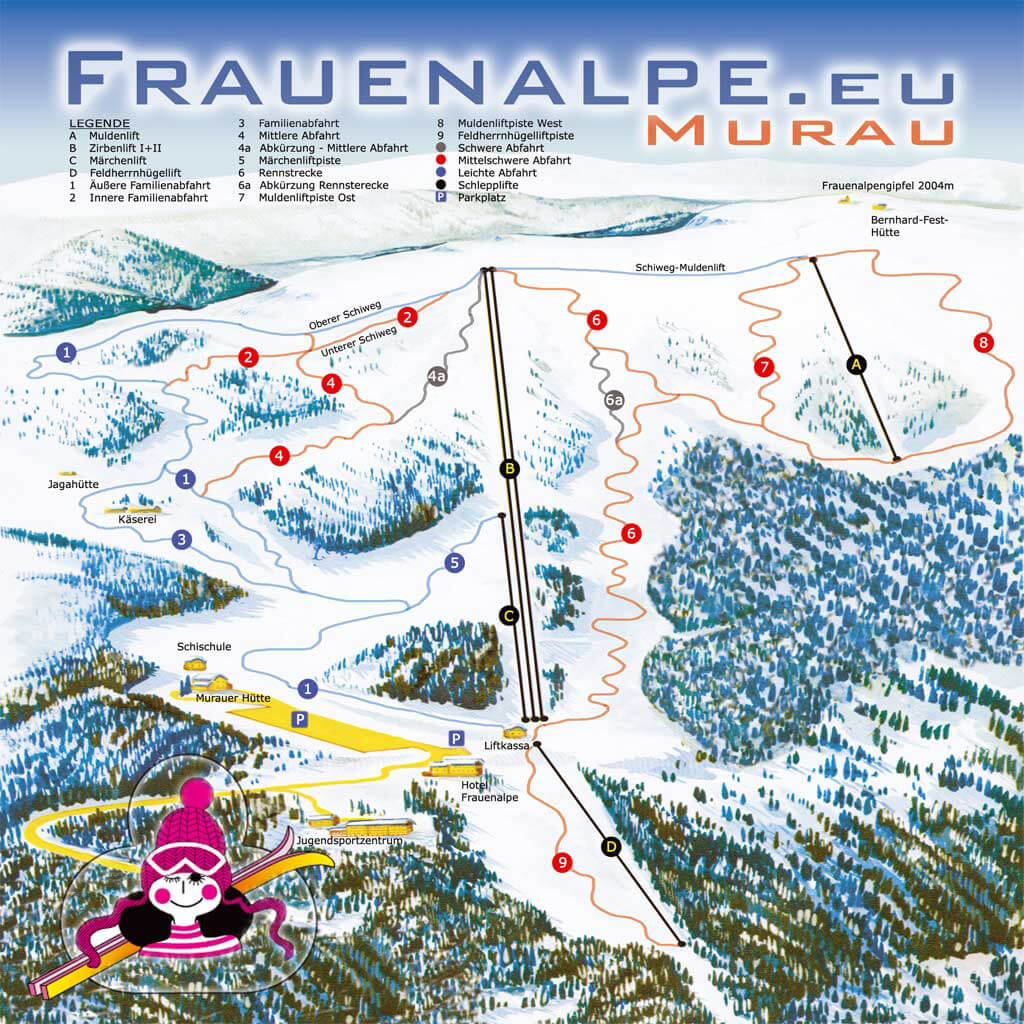 FRAUENALPE.EU
MURAU
LEGENDE
A Muldenlift
B Zirbenlift I+II
C Märchenlift
D Feldherrnhügellift
1 Äußere Familienabfahrt
2 Innere Familienabfahrt
3 Familienabfahrt
4 Mittlere Abfahrt
4a Abkürzung - Mittlere Abfahrt
5 Märchenliftpiste
6 Rennstrecke
6a Abkürzung Rennsterecke
7 Muldenliftpiste Ost
8 Muldenliftpiste West
9 Feldherrnhügelliftpiste
Schwere Abfahrt
Mittelschwere Abfahrt
Leichte Abfahrt
Schlepplifte
P Parkplatz
Frauenalpengipfel 2004m
Bernhard-Fest-
Hütte
Schiweg-Muldenlift
Oberer Schiweg
2
6
Unterer Schiweg
8
1
2
7
A
4
4a
6a
4
B
1
Jagahütte
Käserei
3
6
5
C
Schischule
1
Murauer Hütte
P
P
Liftkassa
Hotel
Frauenalpe
Jugendsportzentrum
D
9